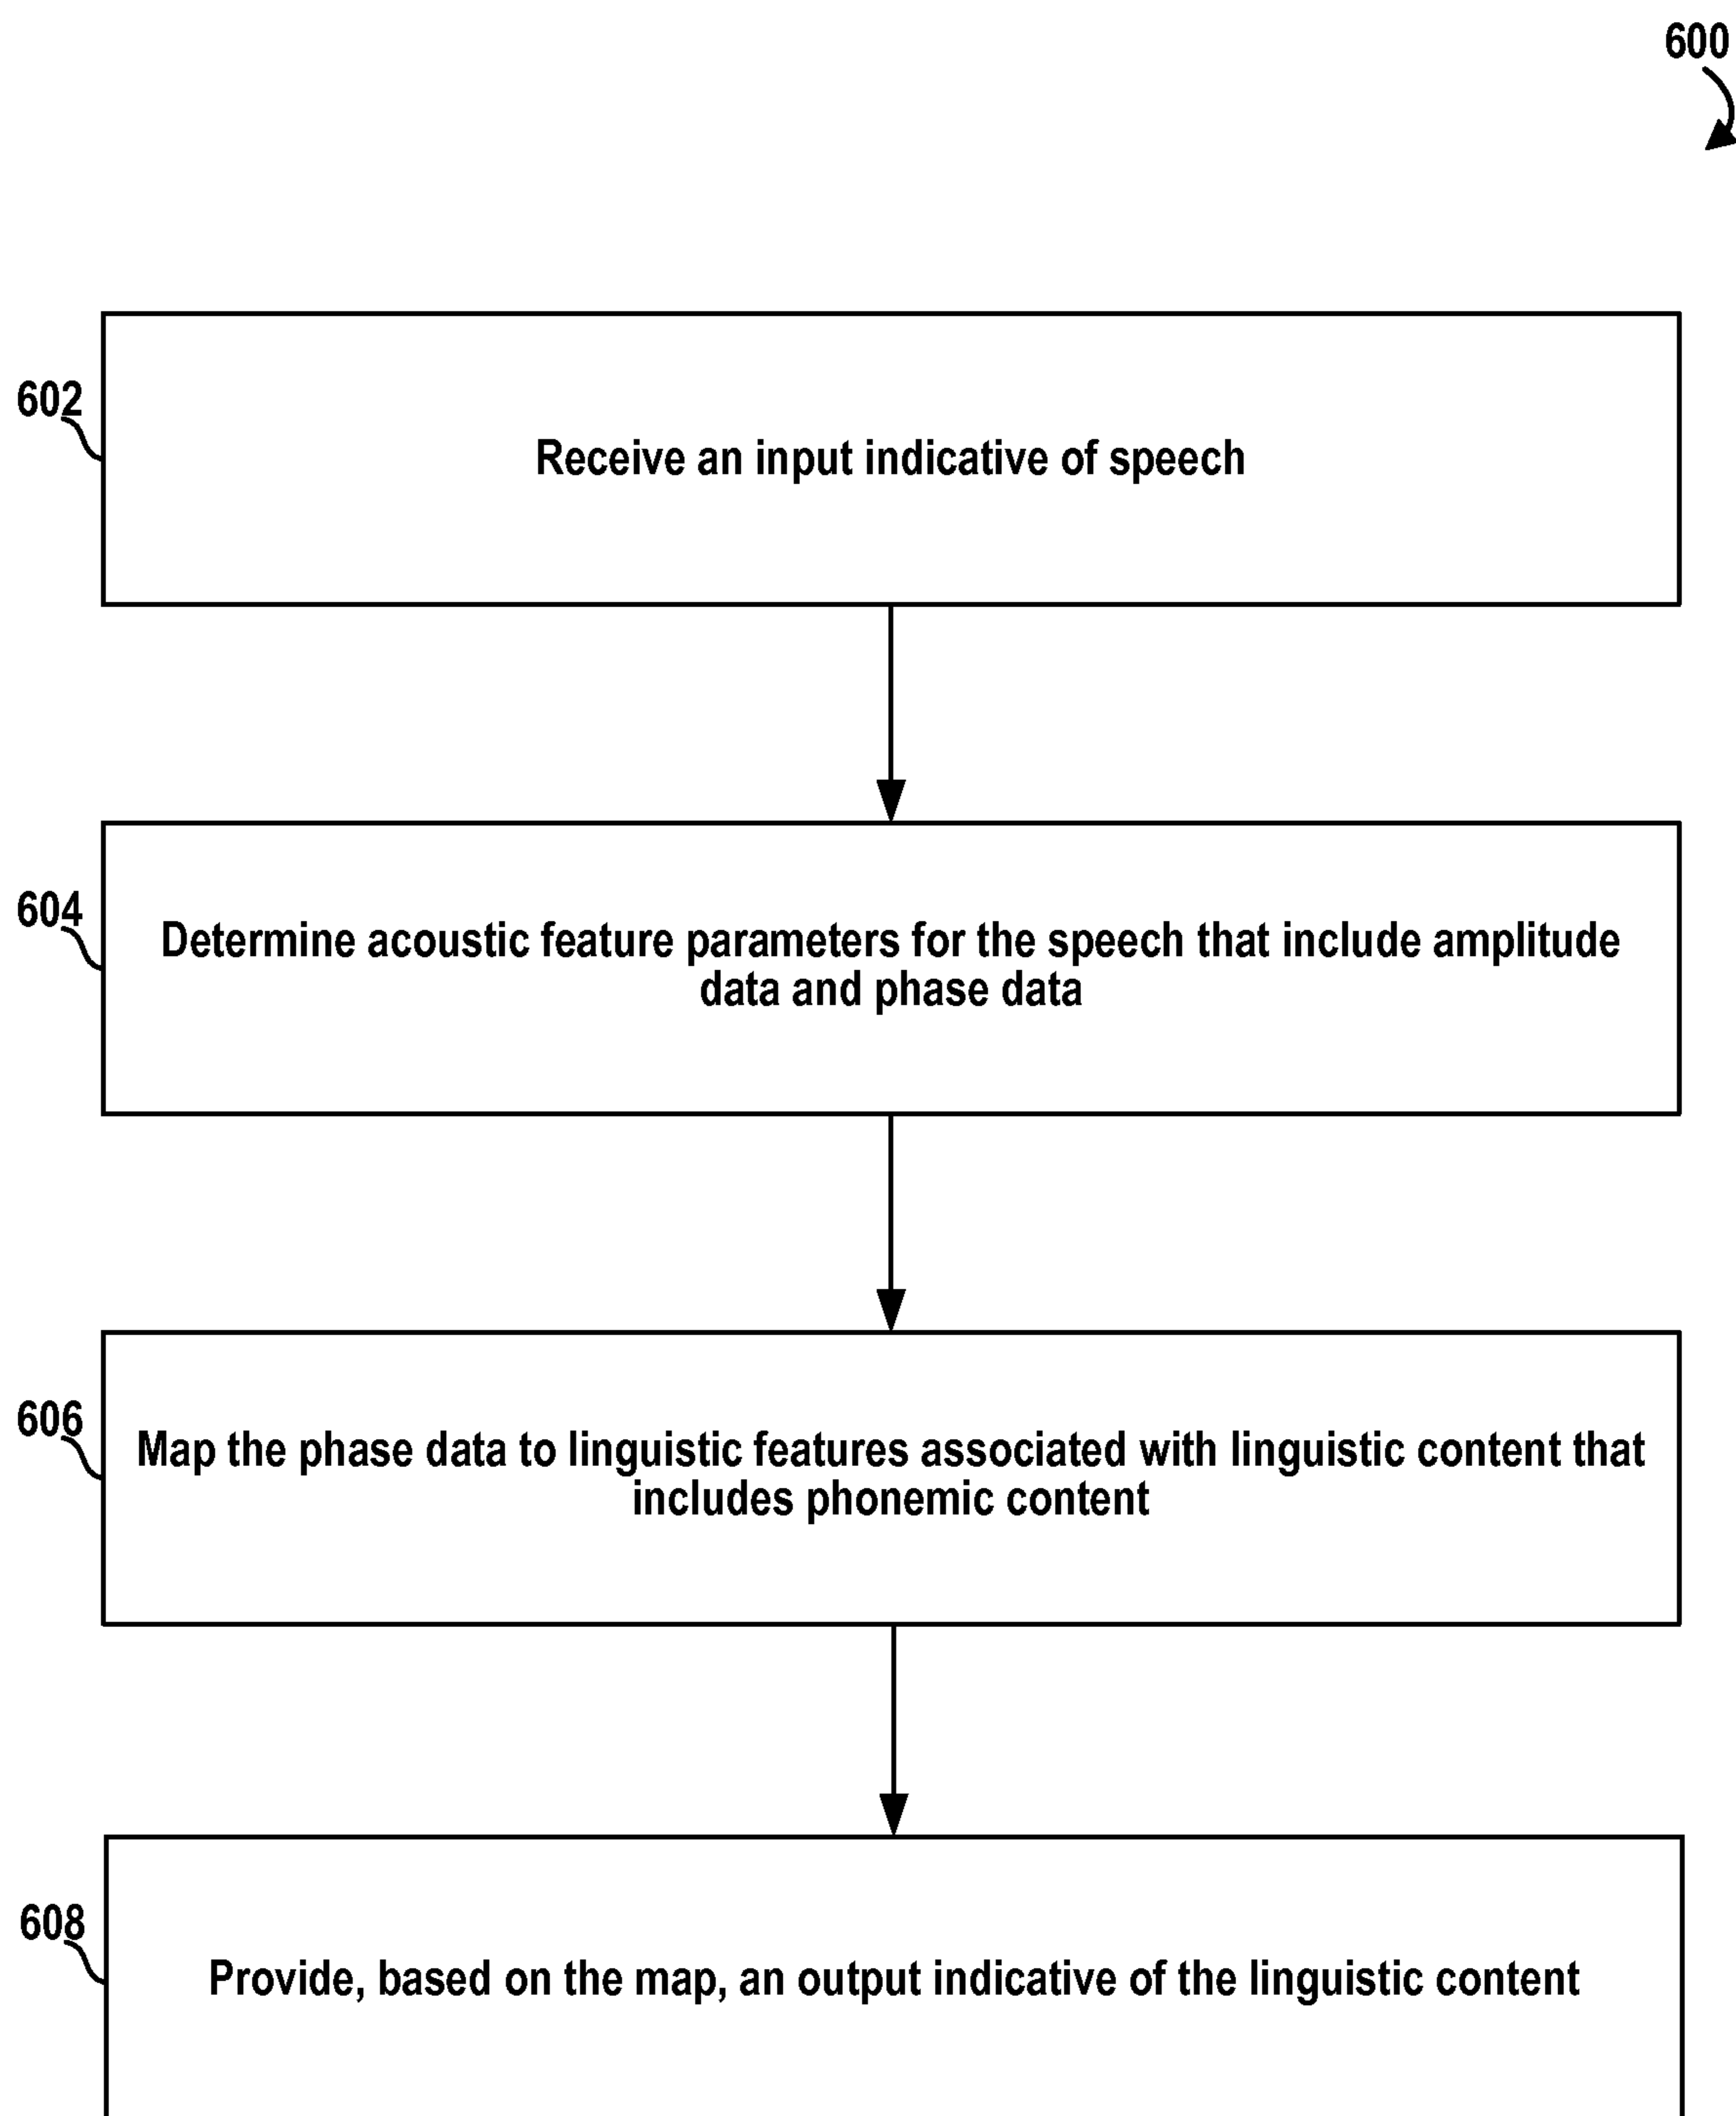 600
602
Receive an input indicative of speech
604
Determine acoustic feature parameters for the speech that include amplitude
data and phase data
606
Map the phase data to linguistic features associated with linguistic content that
includes phonemic content
608
Provide, based on the map, an output indicative of the linguistic content